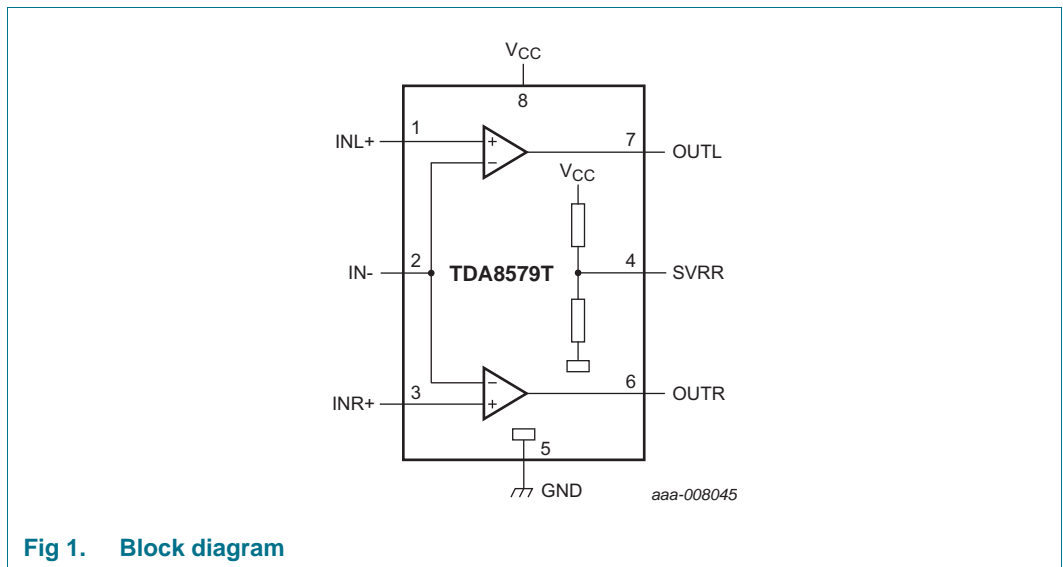 VCC
8
INL+
1
+
−
7
OUTL
VCC
IN-
2
TDA8579T
4
SVRR
−
+
INR+
3
6
OUTR
5
GND
aaa-008045
Fig 1. Block diagram